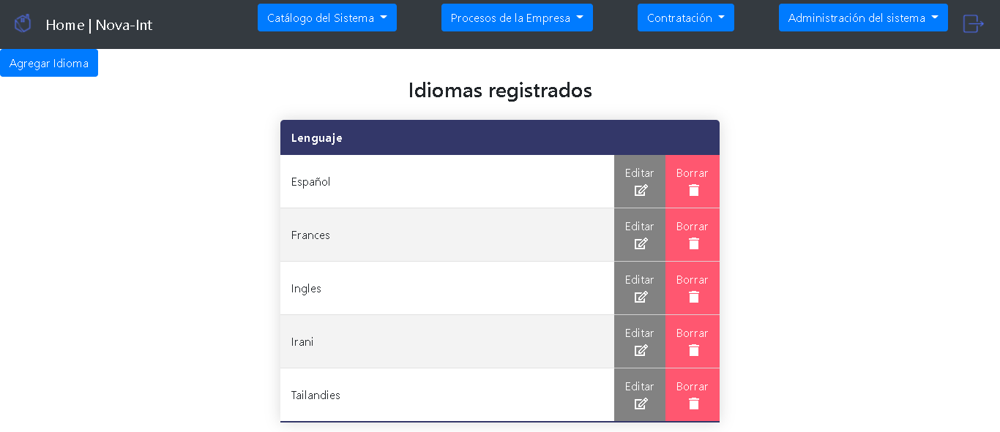 Home | Nova-Int
Catálogo del Sistema
Procesos de la Empresa
Contratación
Administración del sistema
Agregar Idioma
Idiomas registrados
Lenguaje
Español
Editar
Borrar
Frances
Editar
Borrar
Ingles
Editar
Borrar
Irani
Editar
Borrar
Tailandies
Editar
Borrar